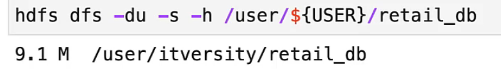 hdfs dfs -du -s -h /user/${USER}/retail_db
9.1 M  /user/itversity/retail_db